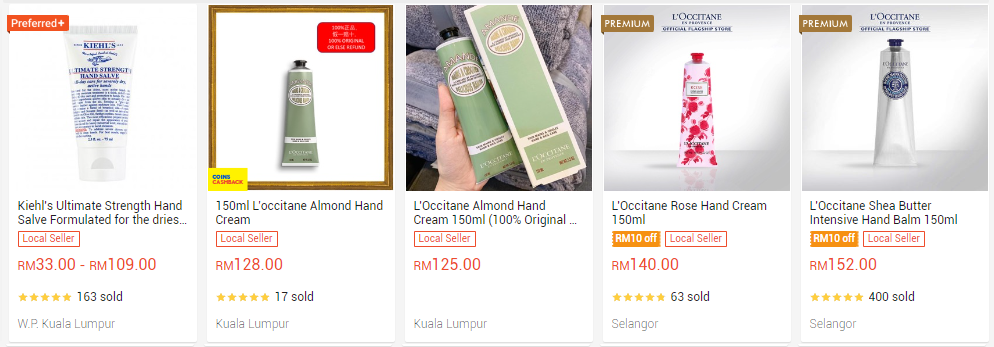 Preferred+
KIEHL'S
ULTIMATE STRENGTH
HAND SALVE
Kiehl's Ultimate Strength Hand
Salve Formulated for the dries...
Local Seller
RM33.00 - RM109.00
163 sold
W.P. Kuala Lumpur
100%正品,
假一赔十.
100% ORIGINAL
OR ELSE REFUND
COINS
CASHBACK
150ml L'occitane Almond Hand
Cream
Local Seller
RM128.00
17 sold
Kuala Lumpur
L'OCCITANE
L'OCCITANE
L'Occitane Almond Hand
Cream 150ml (100% Original ...
Local Seller
RM125.00
Kuala Lumpur
PREMIUM
L'OCCITANE
EN PROVENCE
OFFICIAL FLAGSHIP STORE
L'OCCITANE
L'Occitane Rose Hand Cream
150ml
RM10 off
Local Seller
RM140.00
63 sold
Selangor
PREMIUM
L'OCCITANE
EN PROVENCE
OFFICIAL FLAGSHIP STORE
L'OCCITANE
L'Occitane Shea Butter
Intensive Hand Balm 150ml
RM10 off
Local Seller
RM152.00
400 sold
Selangor